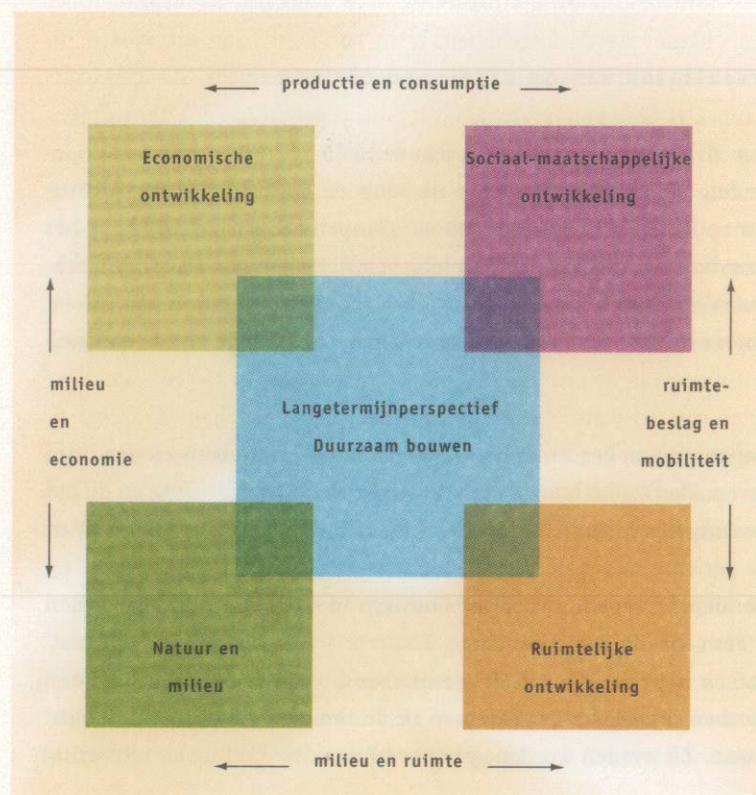 productie en consumptie
Economische
ontwikkeling
Sociaal-maatschappelijke
ontwikkeling
milieu
en
economie
Langetermijnperspectief
Duurzaam bouwen
ruimte-
beslag en
mobiliteit
Natuur en
milieu
Ruimtelijke
ontwikkeling
milieu en ruimte